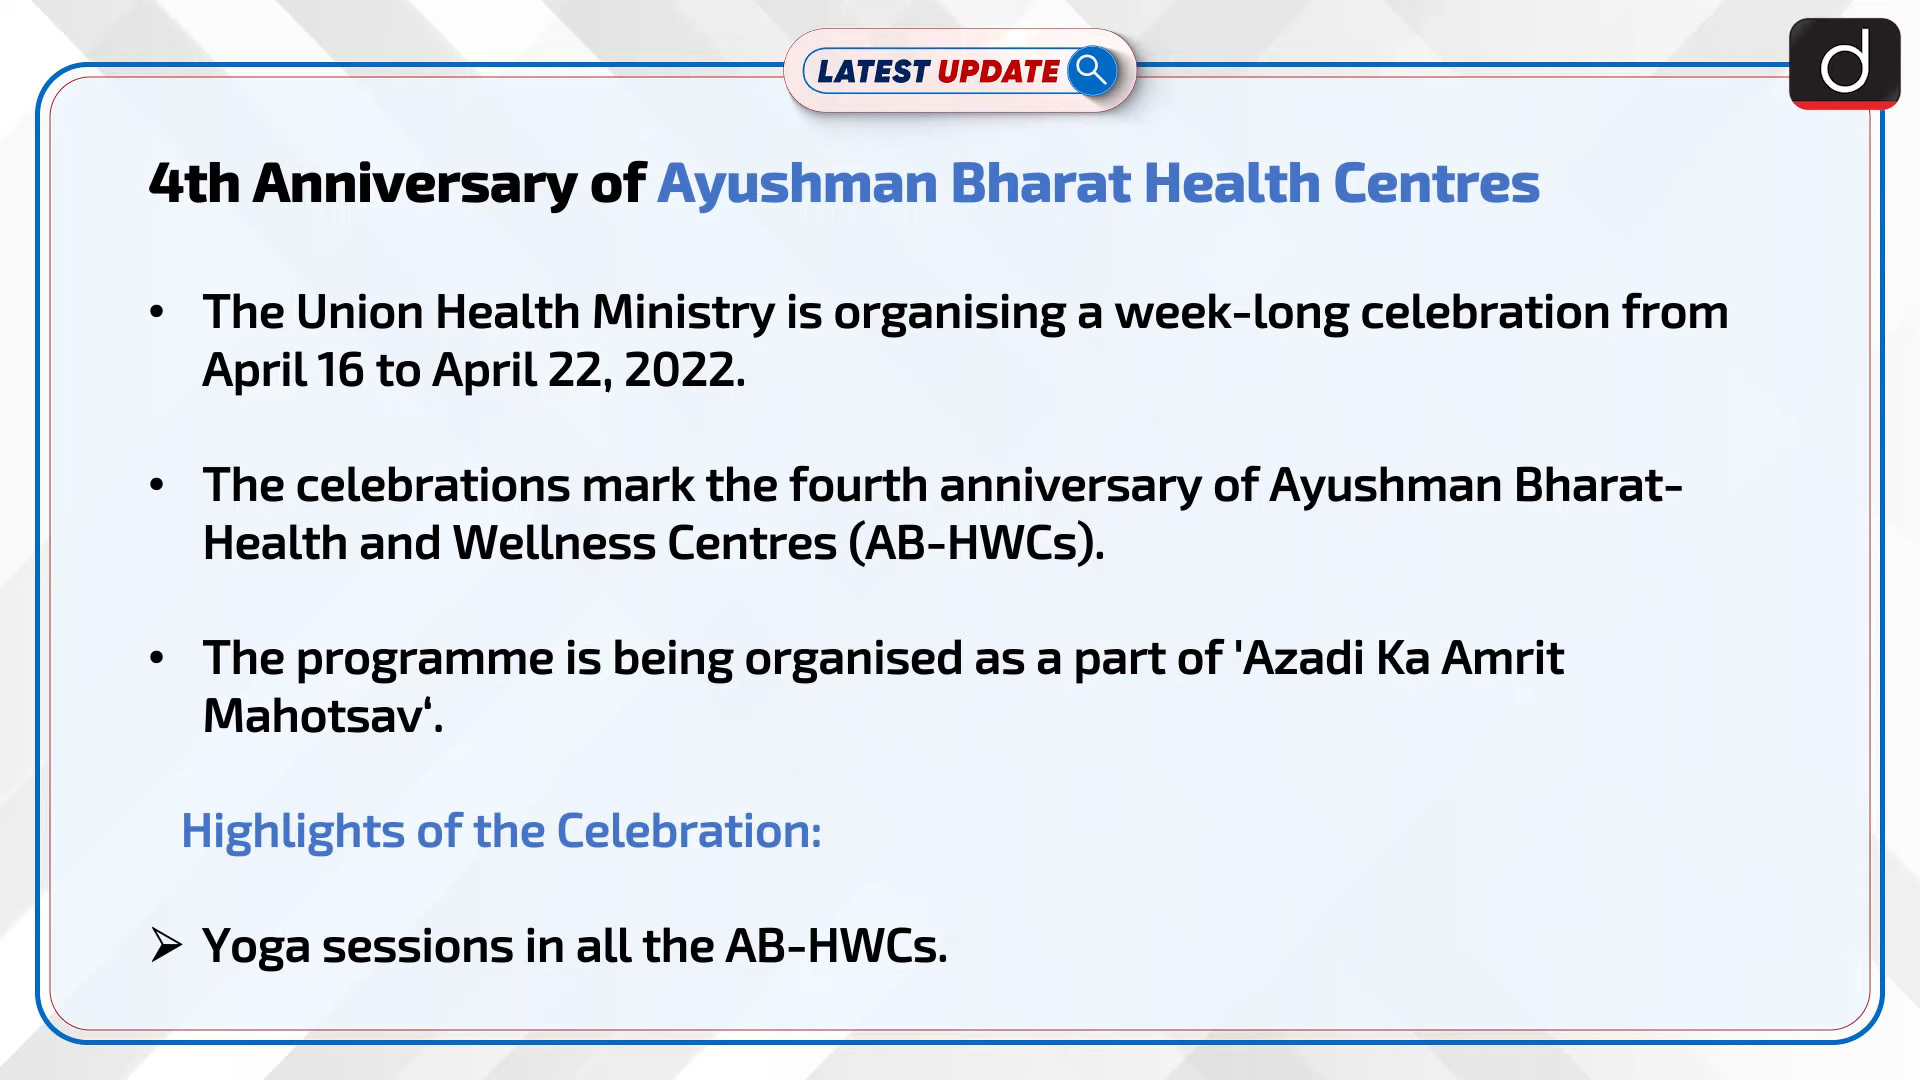 LATEST UPDATE
d
4th Anniversary of Ayushman Bharat Health Centres
• The Union Health Ministry is organising a week-long celebration from
April 16 to April 22, 2022.
• The celebrations mark the fourth anniversary of Ayushman Bharat-
Health and Wellness Centres (AB-HWCs).
• The programme is being organised as a part of 'Azadi Ka Amrit
Mahotsav‘.
Highlights of the Celebration:
➢ Yoga sessions in all the AB-HWCs.